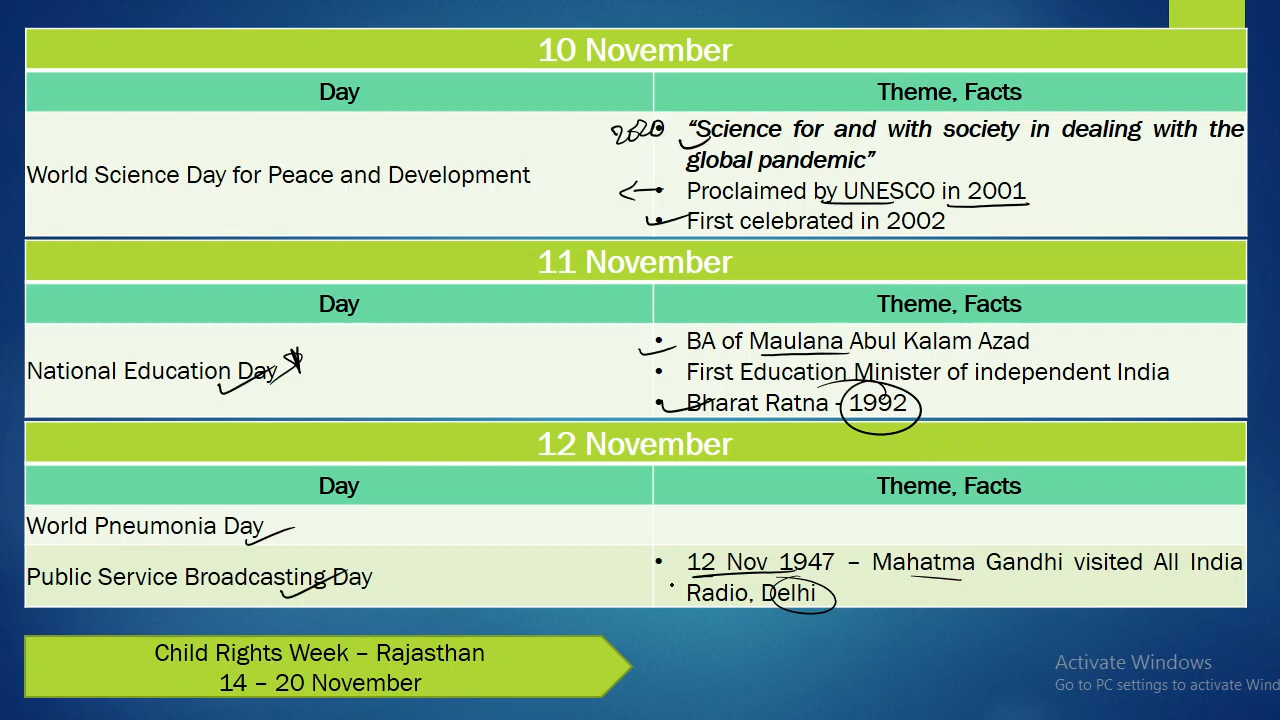 10 November
Day
Theme, Facts
World Science Day for Peace and Development
2020
• “Science for and with society in dealing with the
global pandemic”
• Proclaimed by UNESCO in 2001
• First celebrated in 2002
11 November
Day
Theme, Facts
National Education Day
• BA of Maulana Abul Kalam Azad
• First Education Minister of independent India
• Bharat Ratna - 1992
12 November
Day
Theme, Facts
World Pneumonia Day
Public Service Broadcasting Day
• 12 Nov 1947 – Mahatma Gandhi visited All India
Radio, Delhi
Child Rights Week – Rajasthan
14 – 20 November
Activate Windows
Go to PC settings to activate Wind